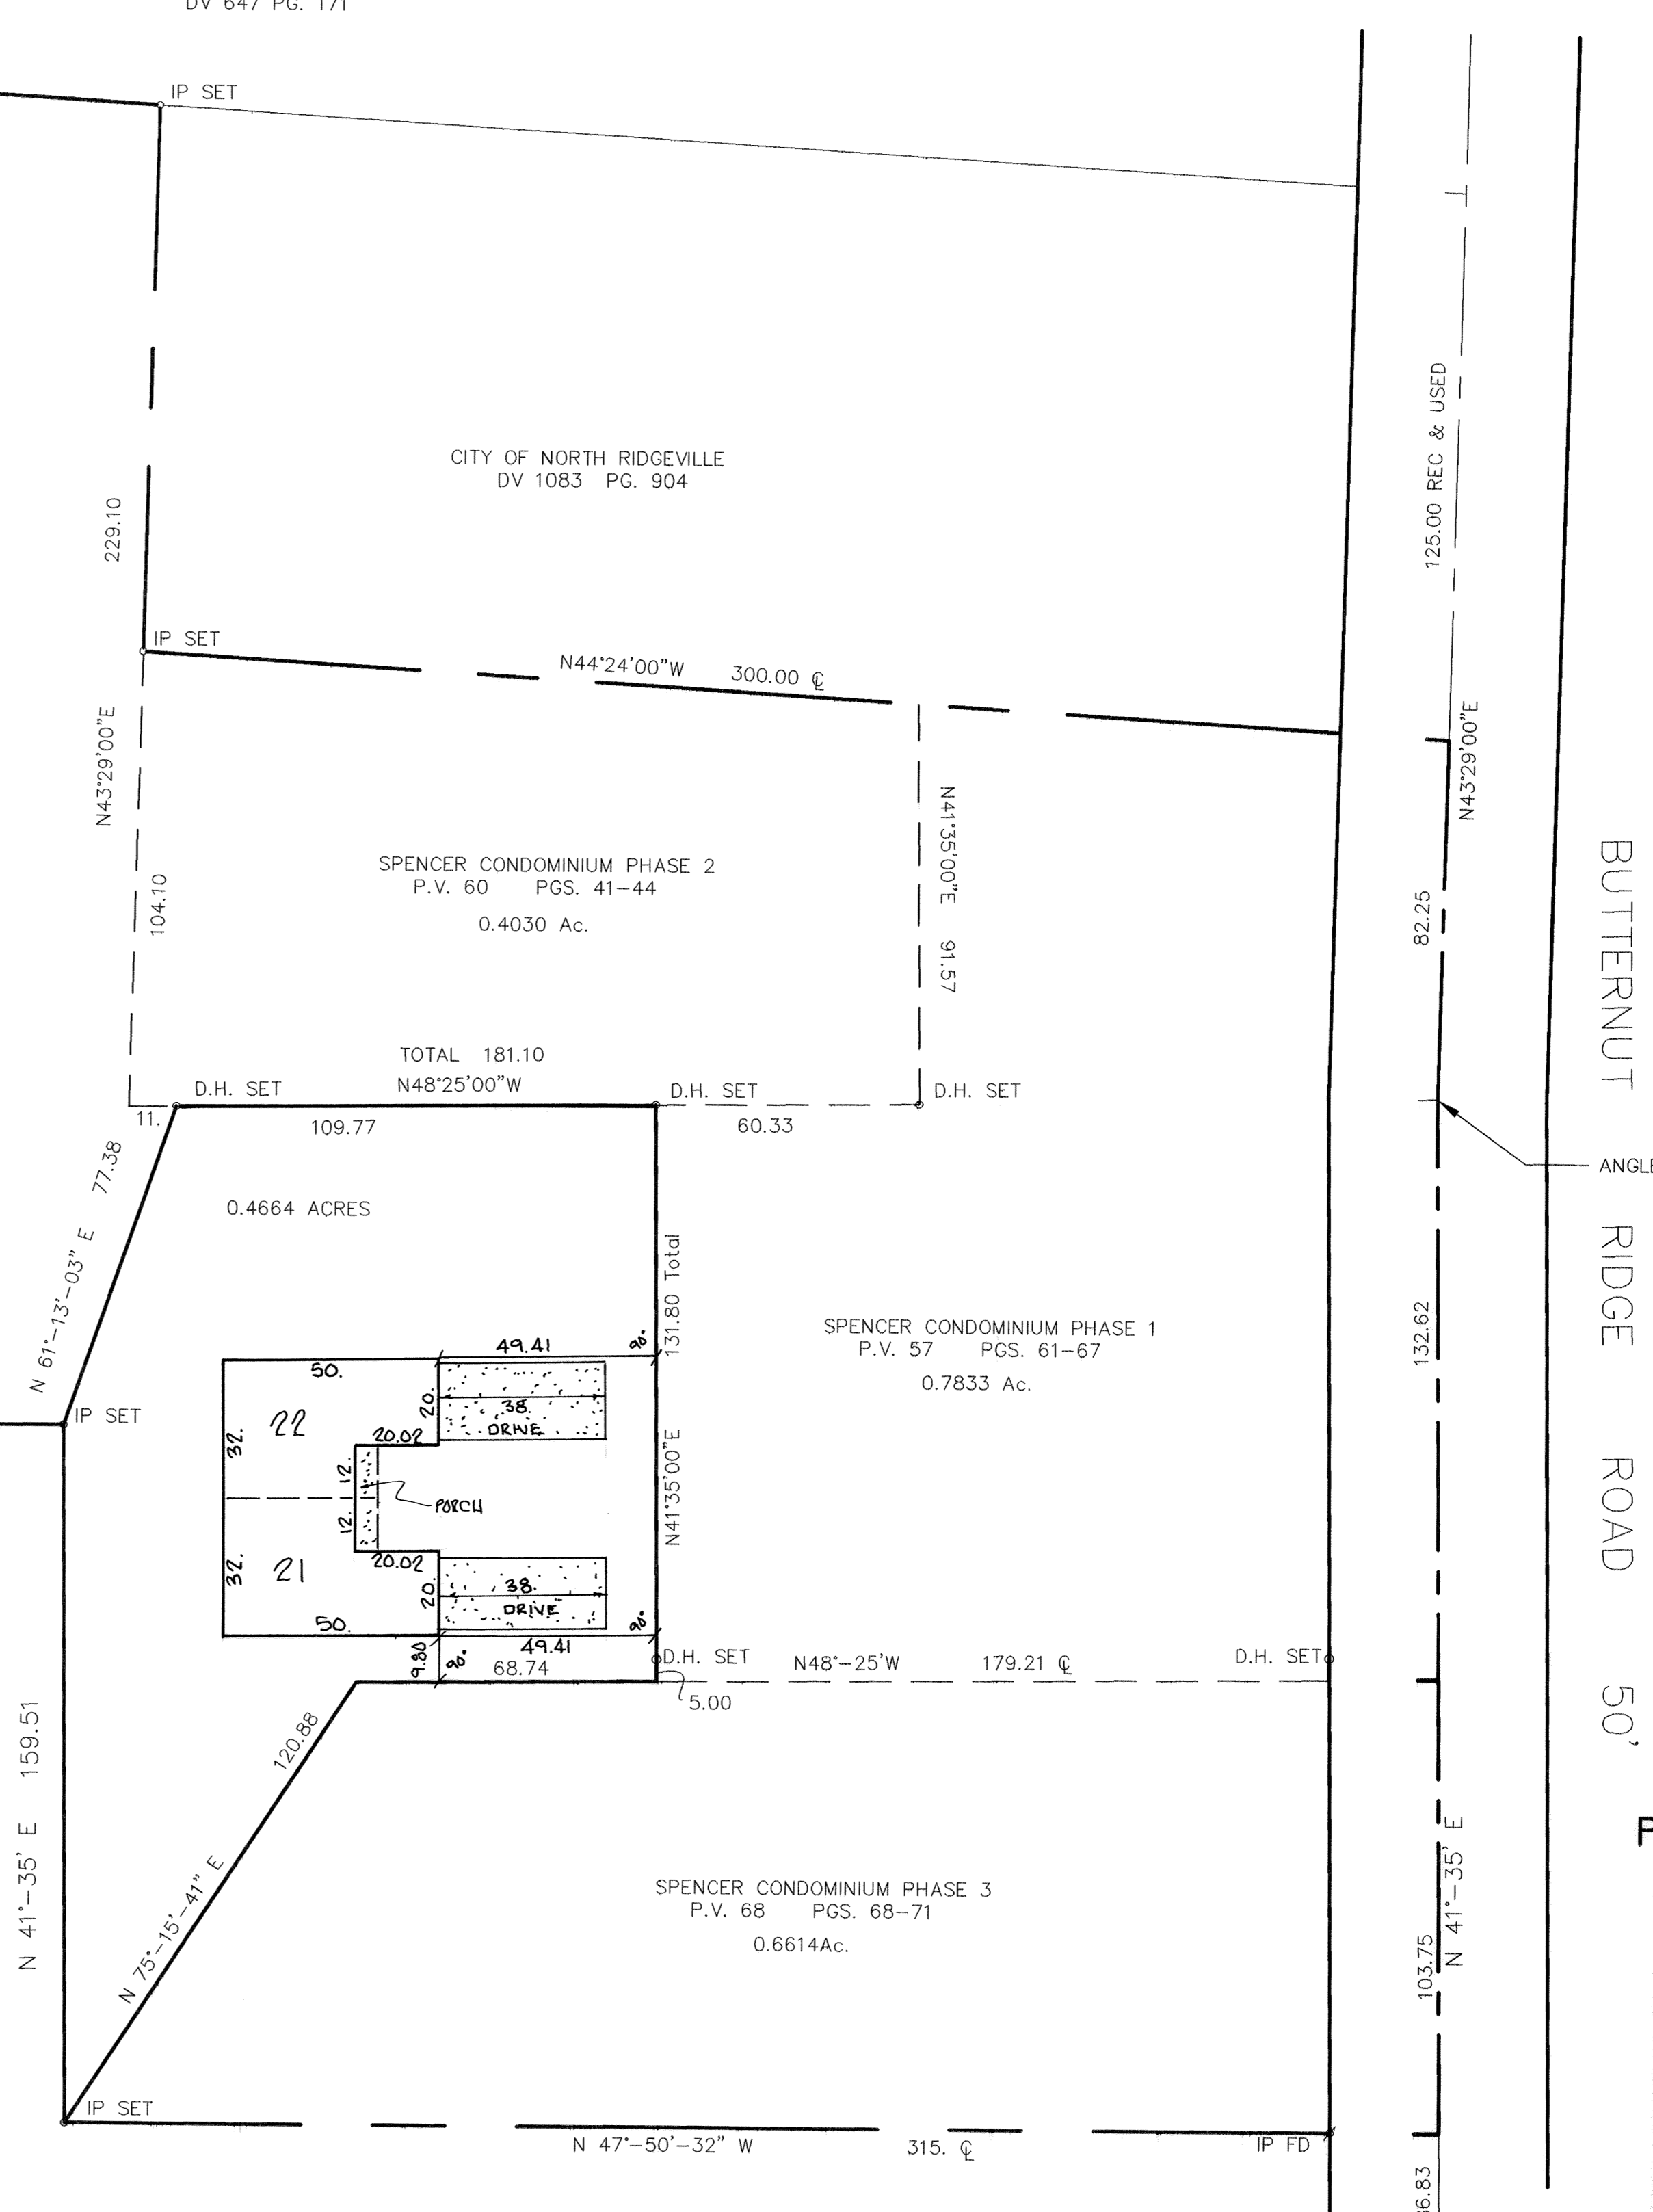 DV 647 PG. 171
IP SET
CITY OF NORTH RIDGEVILLE
DV 1083 PG. 904
229.10
125.00 REC & USED
IP SET
N44°24'00"W 300.00 ℄
N43°29'00"E
104.10
N43°29'00"E
N41°35'00"E 91.57
SPENCER CONDOMINIUM PHASE 2
P.V. 60 PGS. 41-44
0.4030 Ac.
82.25
BUTTERNUT RIDGE ROAD 50'
TOTAL 181.10
N48°25'00"W
D.H. SET
D.H. SET
D.H. SET
11.
109.77
60.33
ANGLE
N 61°-13'-03" E 77.38
0.4664 ACRES
131.80 Total
N41°35'00"E
132.62
SPENCER CONDOMINIUM PHASE 1
P.V. 57 PGS. 61-67
0.7833 Ac.
49.41
90°
50.
20.
38.
DRIVE
IP SET
22
32.
20.02
12.
PORCH
12.
20.02
32.
21
20.
38.
DRIVE
50.
49.41
90°
9.80
90°
68.74
D.H. SET
N48°-25'W 179.21 ℄
D.H. SET
5.00
N 41°-35' E 159.51
120.88
N 75°-15'-41" E
P
SPENCER CONDOMINIUM PHASE 3
P.V. 68 PGS. 68-71
0.6614Ac.
103.75
N 41°-35' E
IP SET
N 47°-50'-32" W 315. ℄
IP FD
6.83